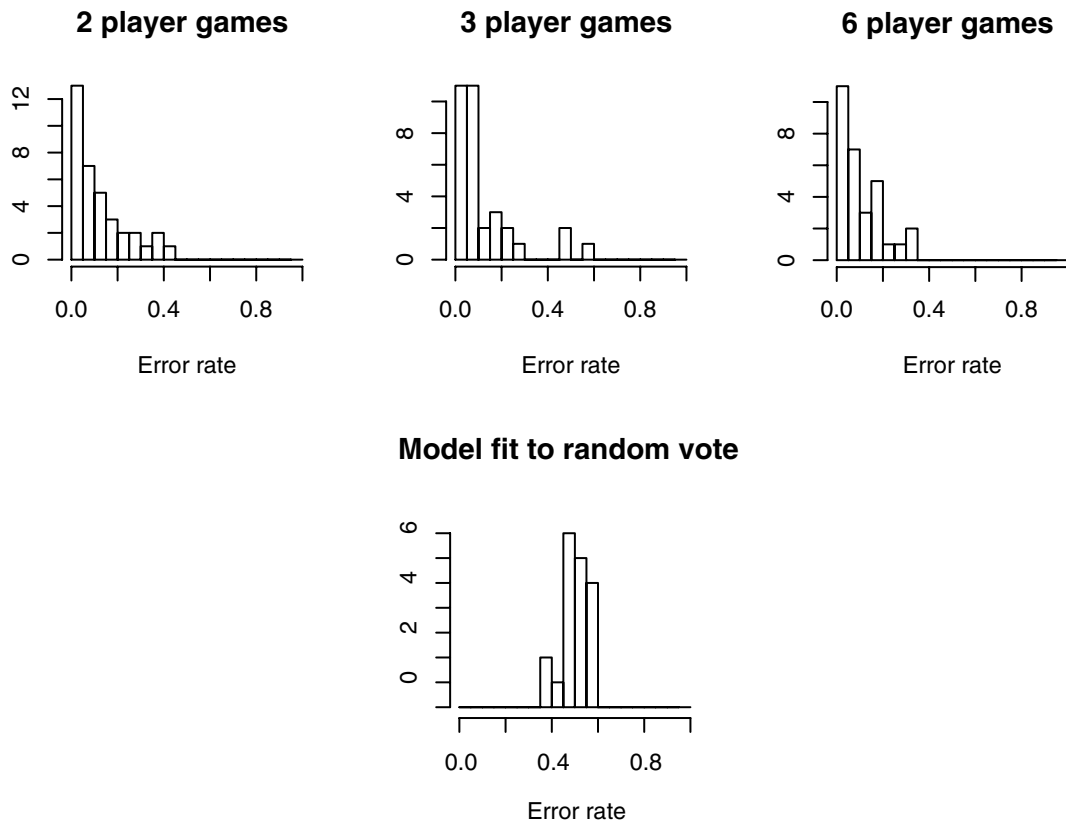 2 player games
12
8
4
0
0.0 0.4 0.8
Error rate
3 player games
8
4
0
0.0 0.4 0.8
Error rate
6 player games
8
4
0
0.0 0.4 0.8
Error rate
Model fit to random vote
6
4
2
0
0.0 0.4 0.8
Error rate